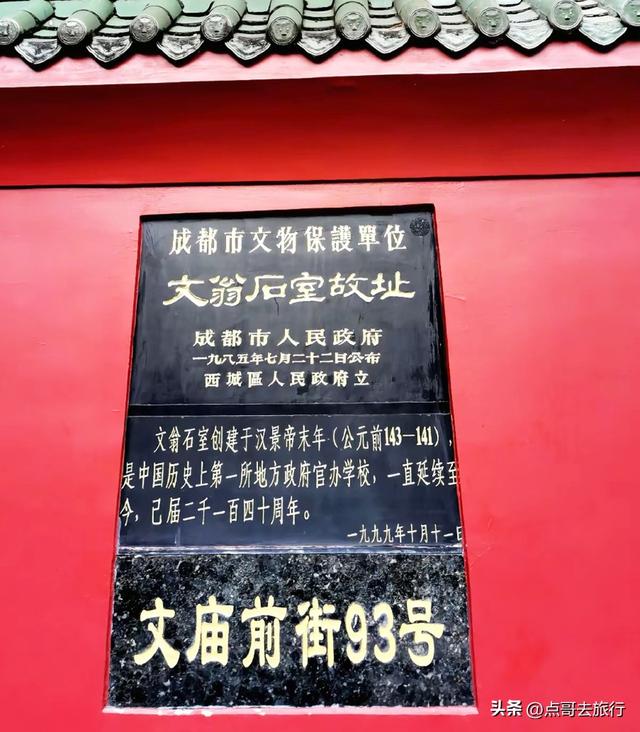 成都市文物保護單位
文翁石室故址
成都市人民政府
一九八五年七月二十二日公布
西城區人民政府立
文翁石室创建于汉景帝末年（公元前143—141），
是中国历史上第一所地方政府官办学校，一直延续至
今，已届二千一百四十周年。
一九九九年十月十一日
文庙前街93号
头条@点哥去旅行